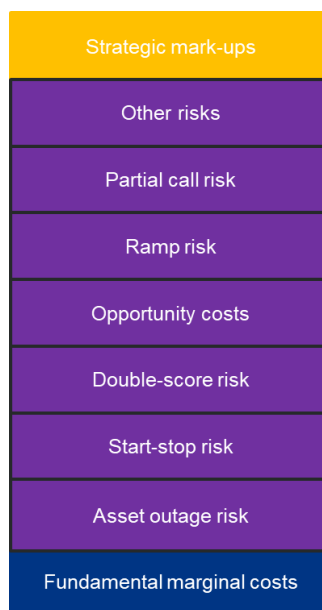 Strategic mark-ups
Other risks
Partial call risk
Ramp risk
Opportunity costs
Double-score risk
Start-stop risk
Asset outage risk
Fundamental marginal costs